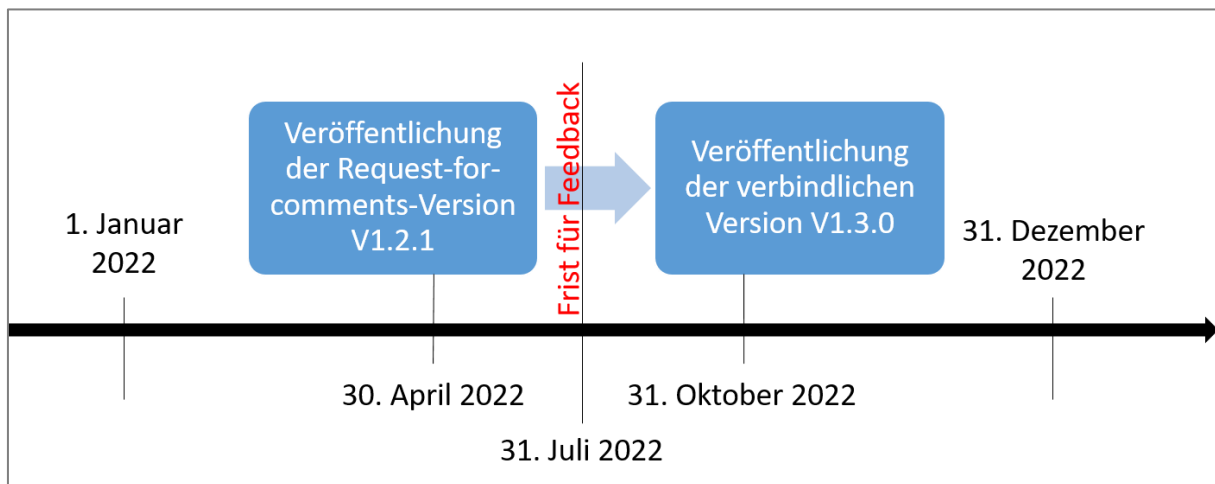 1. Januar
2022
Veröffentlichung
der Request-for-
comments-Version
V1.2.1
Frist für Feedback
Veröffentlichung
der verbindlichen
Version V1.3.0
31. Dezember
2022
30. April 2022
31. Oktober 2022
31. Juli 2022